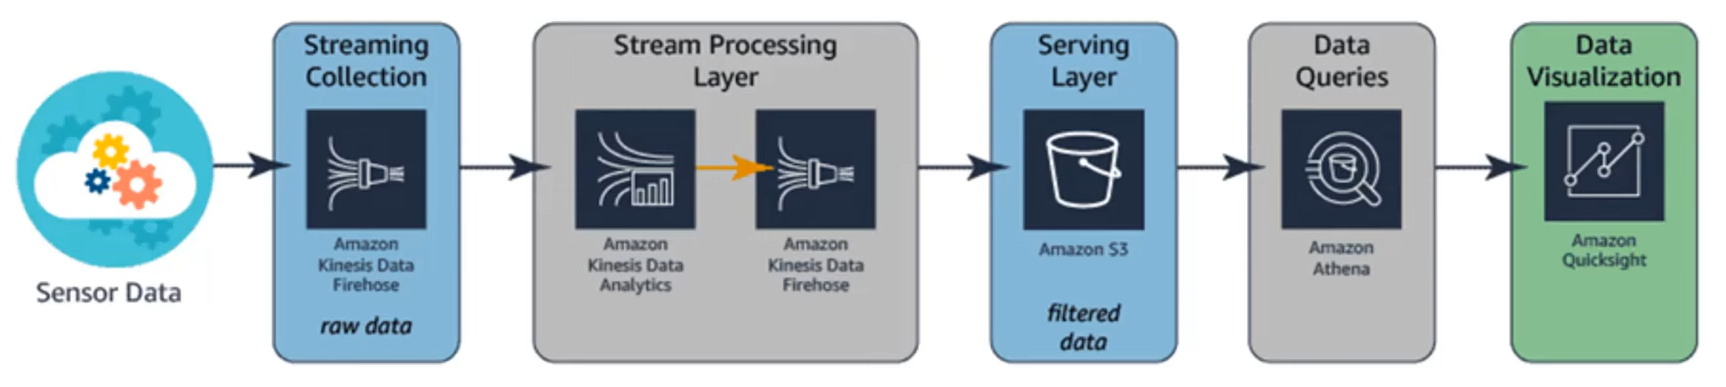 Sensor Data
Streaming
Collection
Amazon
Kinesis Data
Firehose
raw data
Stream Processing
Layer
Amazon
Kinesis Data
Analytics
Amazon
Kinesis Data
Firehose
Serving
Layer
Amazon S3
filtered
data
Data
Queries
Amazon
Athena
Data
Visualization
Amazon
Quicksight